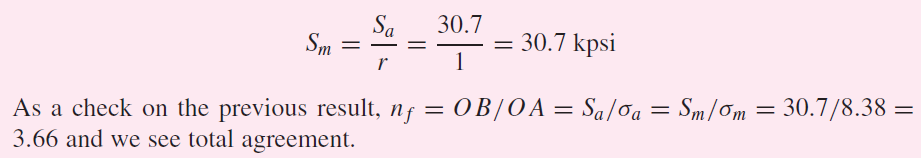 S_m = S_a / r = 30.7 / 1 = 30.7 kpsi
As a check on the previous result, n_f = OB/OA = S_a/σ_a = S_m/σ_m = 30.7/8.38 =
3.66 and we see total agreement.